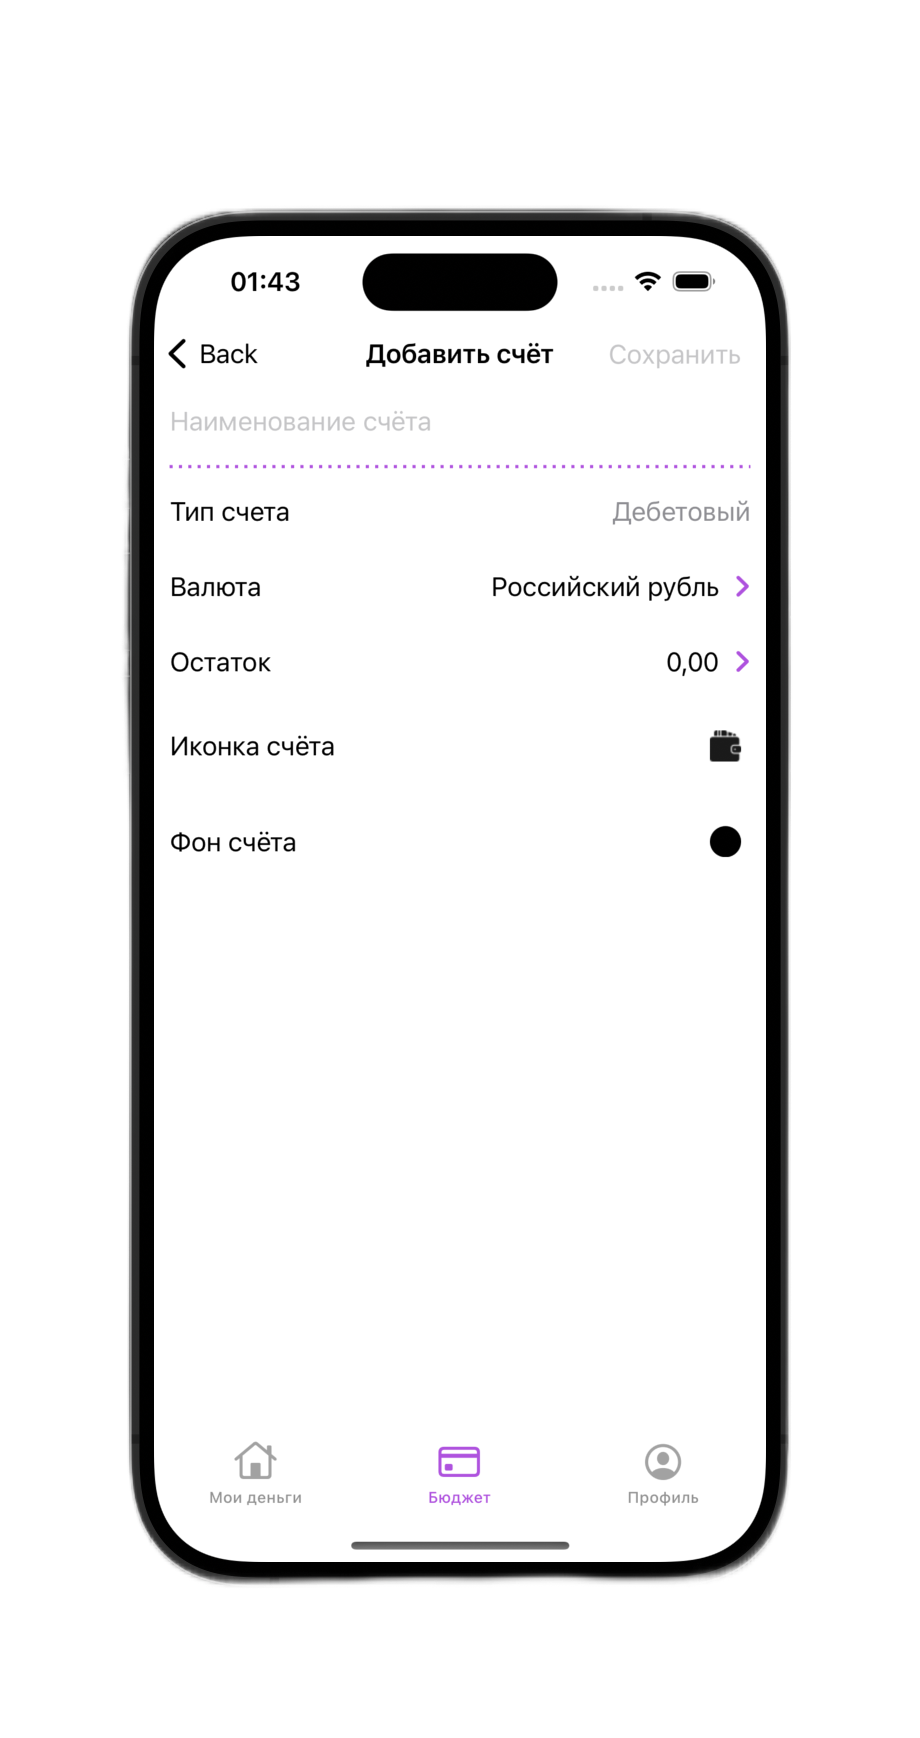 01:43
Back Добавить счёт Сохранить
Наименование счёта
Тип счета Дебетовый
Валюта Российский рубль
Остаток 0,00
Иконка счёта
Фон счёта
Мои деньги Бюджет Профиль